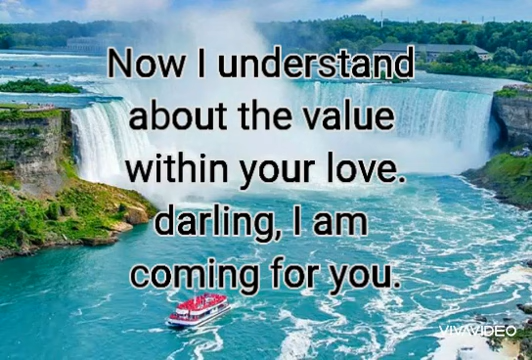 Now I understand
about the value
within your love.
darling, I am
coming for you.
VIVAVIDEO